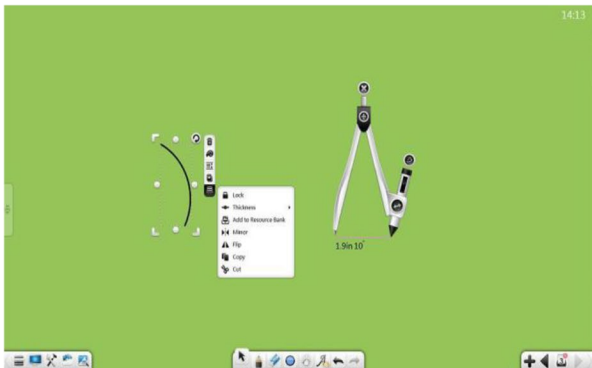 14:13
Lock
Thickness
Add to Resource Bank
Mirror
Flip
Copy
Cut
1.9in 10°